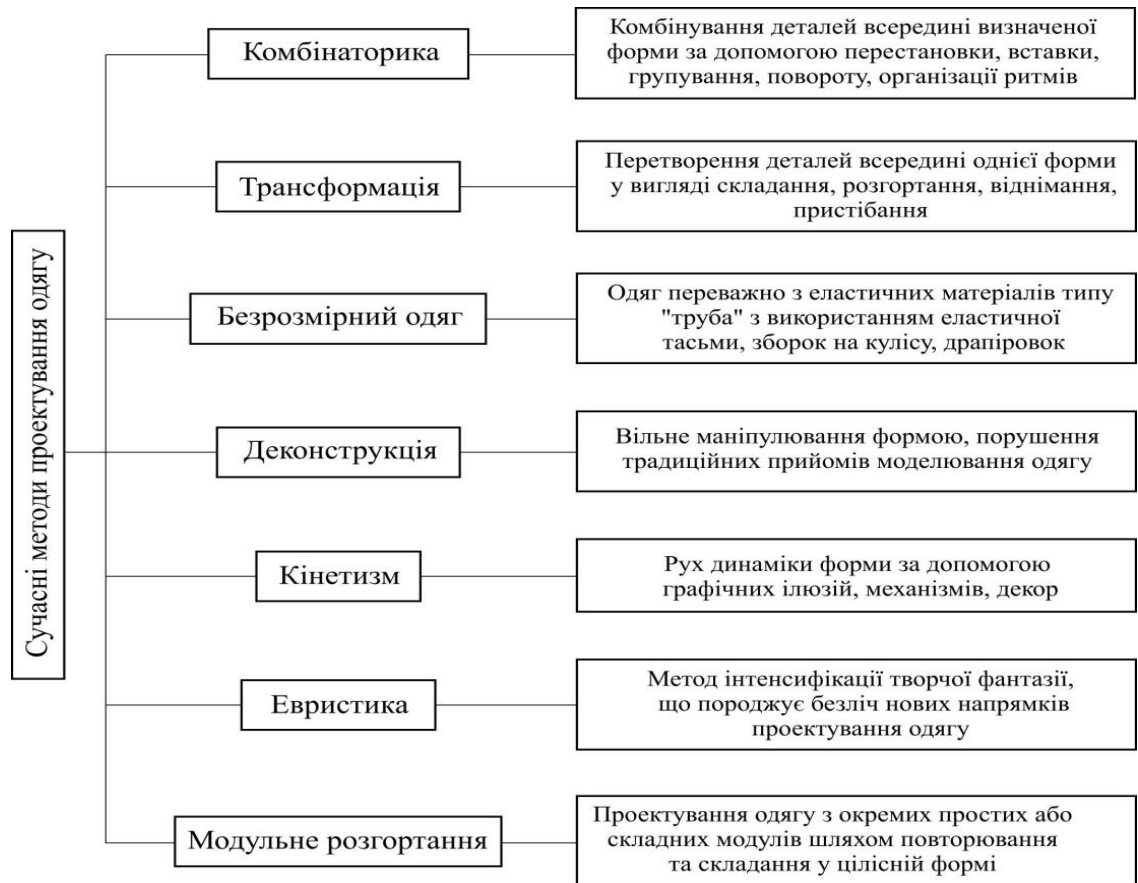 Сучасні методи проектування одягу
Комбінаторика
Комбінування деталей всередині визначеної
форми за допомогою перестановки, вставки,
групування, повороту, організації ритмів
Трансформація
Перетворення деталей всередині однієї форми
у вигляді складання, розгортання, віднімання,
пристібання
Безрозмірний одяг
Одяг переважно з еластичних матеріалів типу
"труба" з використанням еластичної
тасьми, зборок на кулісу, драпіровок
Деконструкція
Вільне маніпулювання формою, порушення
традиційних прийомів моделювання одягу
Кінетизм
Рух динаміки форми за допомогою
графічних ілюзій, механізмів, декор
Евристика
Метод інтенсифікації творчої фантазії,
що породжує безліч нових напрямків
проектування одягу
Модульне розгортання
Проектування одягу з окремих простих або
складних модулів шляхом повторювання
та складання у цілісній формі